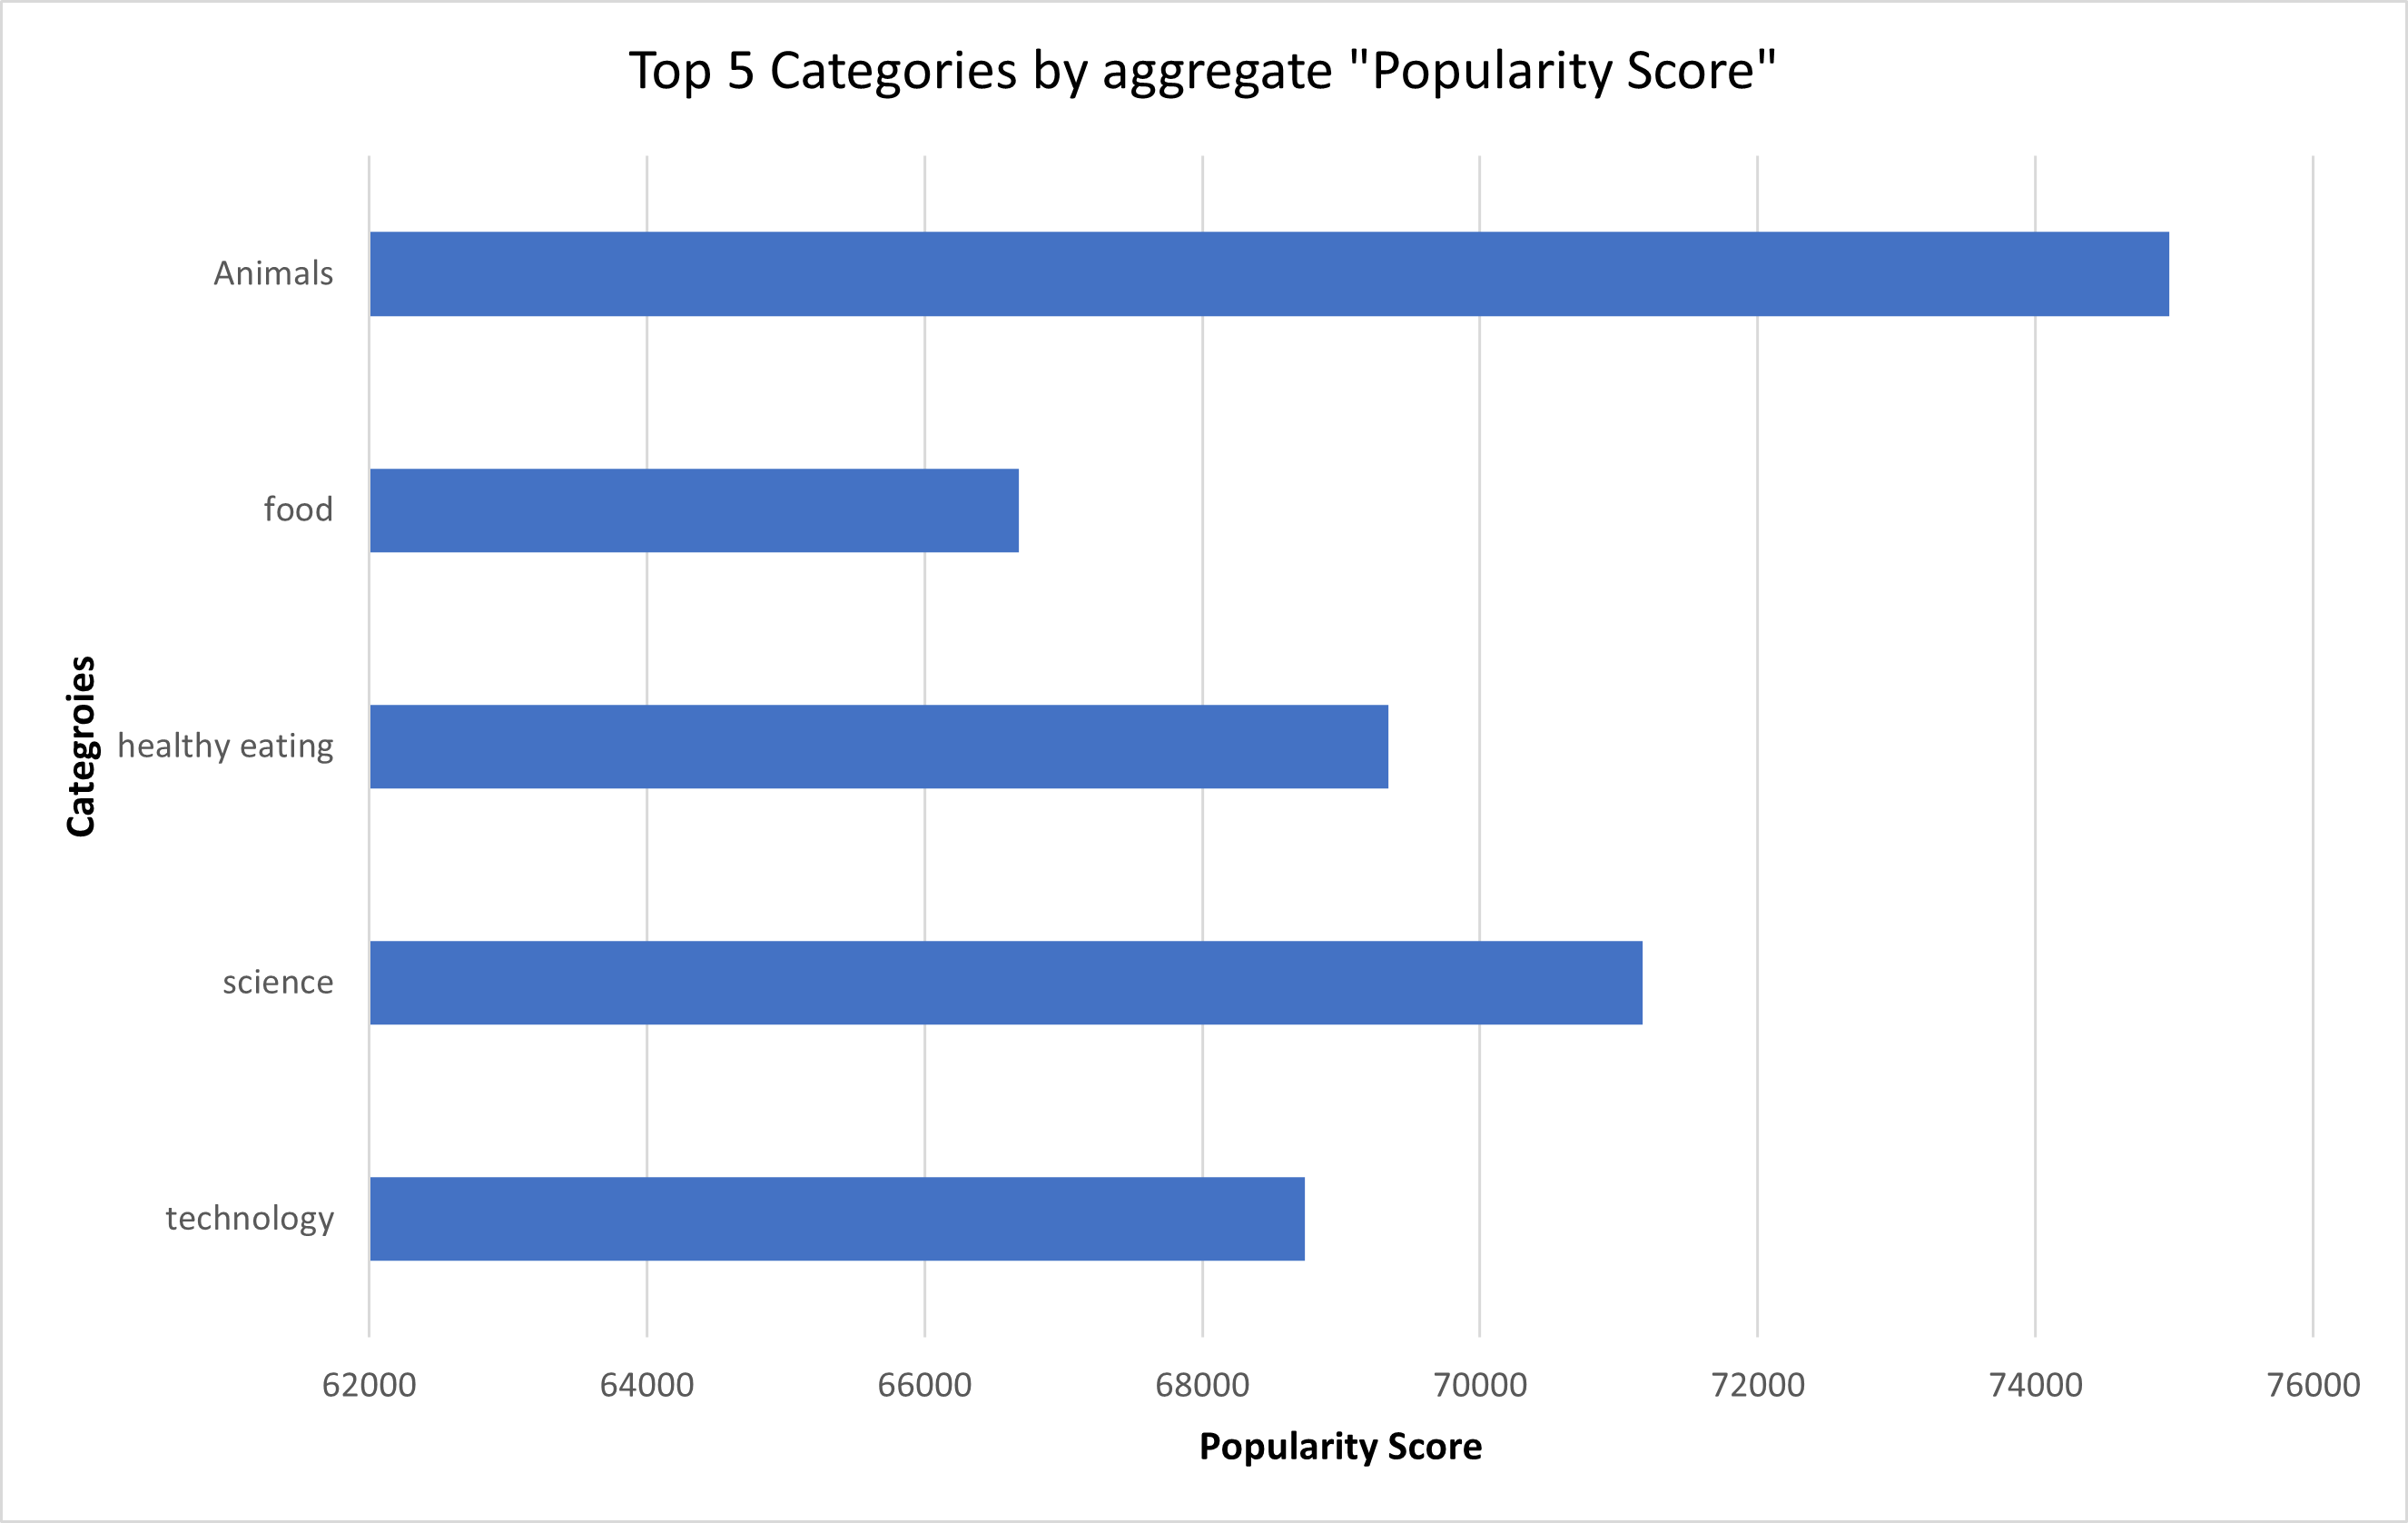 Top 5 Categories by aggregate "Popularity Score"
Animals
food
healthy eating
science
technology
Categroies
62000 64000 66000 68000 70000 72000 74000 76000
Popularity Score